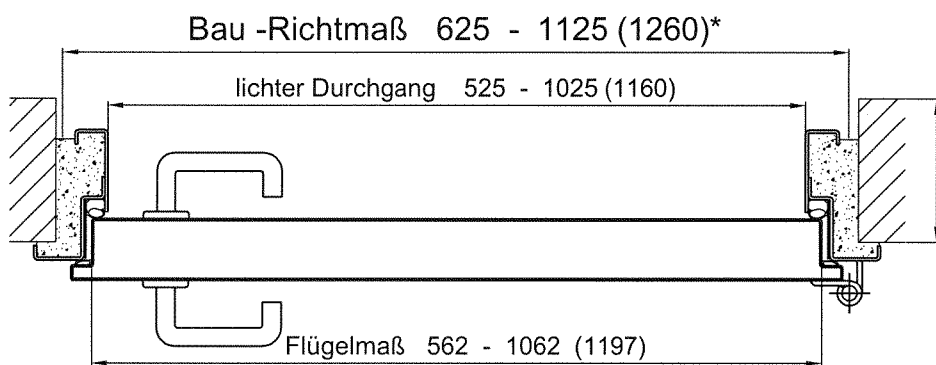 Bau -Richtmaß 625 - 1125 (1260)*
lichter Durchgang 525 - 1025 (1160)
Flügelmaß 562 - 1062 (1197)